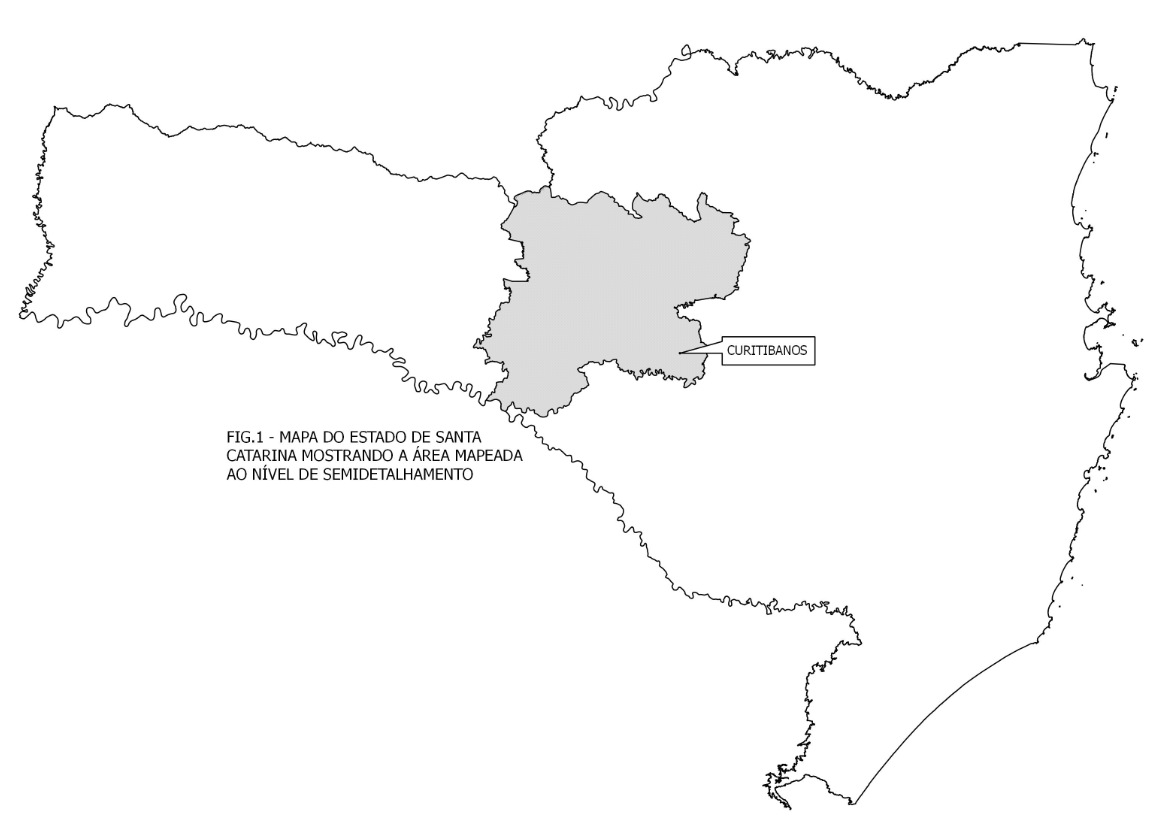 CURITIBANOS
FIG.1 - MAPA DO ESTADO DE SANTA
CATARINA MOSTRANDO A ÁREA MAPEADA
AO NÍVEL DE SEMIDETALHAMENTO